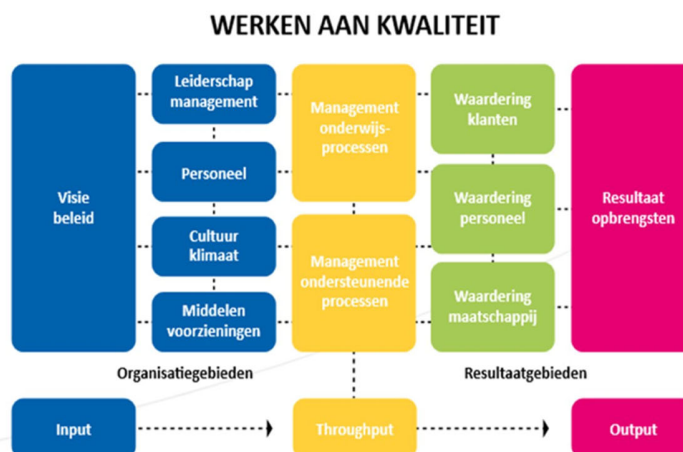 WERKEN AAN KWALITEIT
Visie
beleid
Leiderschap
management
Personeel
Cultuur
klimaat
Middelen
voorzieningen
Management
onderwijs-
processen
Management
ondersteunende
processen
Waardering
klanten
Waardering
personeel
Waardering
maatschappij
Resultaat
opbrengsten
Organisatiegebieden
Resultaatgebieden
Input
Throughput
Output